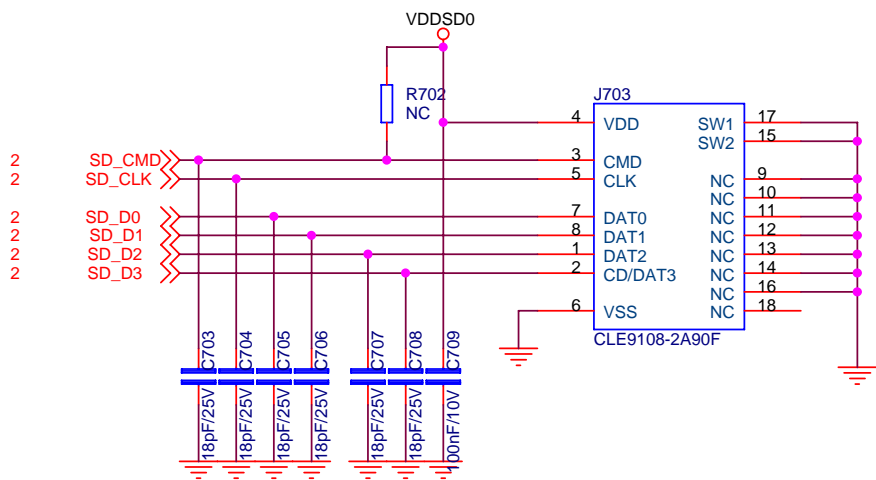 VDDSD0
R702
NC
J703
4 VDD SW1 17
SW2 15
2 SD_CMD 3 CMD
2 SD_CLK 5 CLK NC 9
NC 10
2 SD_D0 7 DAT0 NC 11
2 SD_D1 8 DAT1 NC 12
2 SD_D2 1 DAT2 NC 13
2 SD_D3 2 CD/DAT3 NC 14
NC 16
6 VSS NC 18
CLE9108-2A90F
C703
18pF/25V
C704
18pF/25V
C705
18pF/25V
C706
18pF/25V
C707
18pF/25V
C708
18pF/25V
C709
100nF/10V